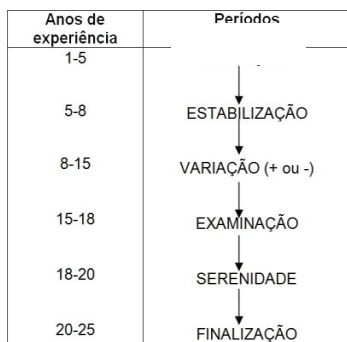 Anos de experiência Períodos
1-5
5-8 ESTABILIZAÇÃO
8-15 VARIAÇÃO (+ ou -)
15-18 EXAMINAÇÃO
18-20 SERENIDADE
20-25 FINALIZAÇÃO